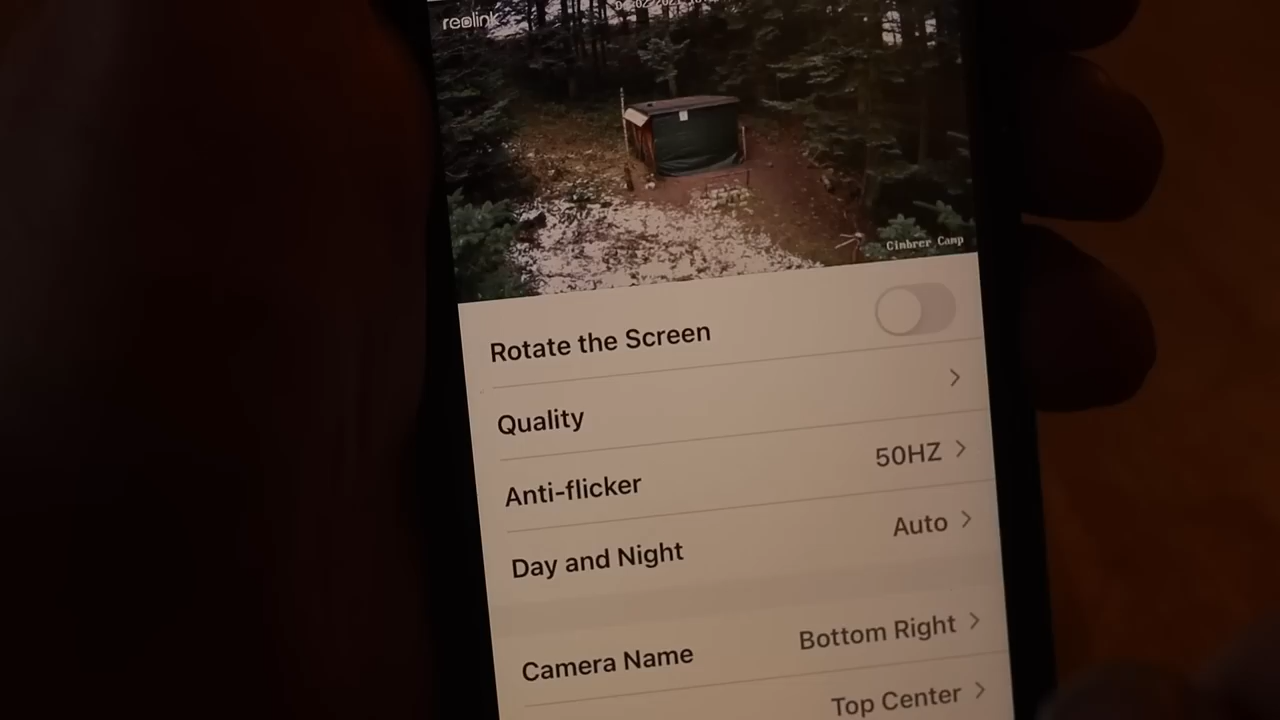 reolink
Cimbrer Camp
Rotate the Screen
Quality
Anti-flicker 50HZ
Day and Night Auto
Camera Name Bottom Right
Top Center